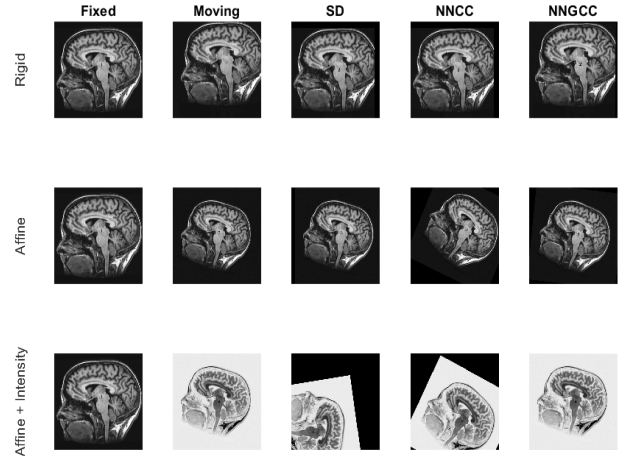 Fixed Moving SD NNCC NNGCC
Rigid
Affine
Affine + Intensity